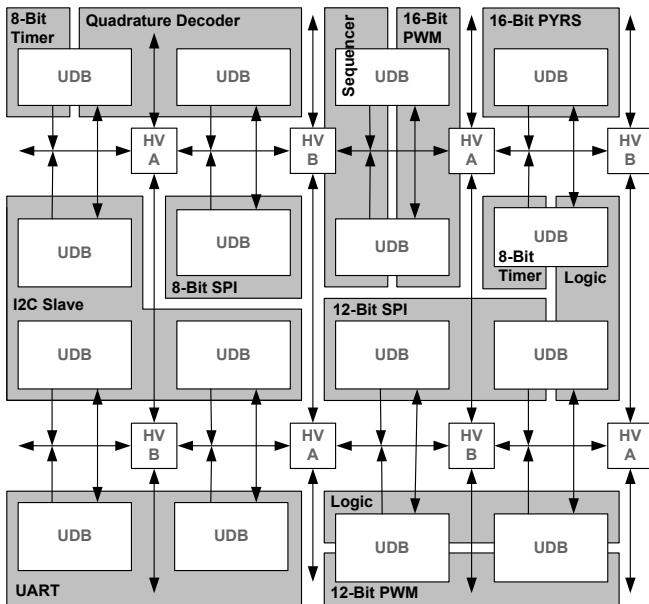 8-Bit
Timer
Quadrature Decoder
Sequencer
16-Bit
PWM
16-Bit PYRS
UDB
UDB
UDB
UDB
HV
A
HV
B
HV
A
HV
B
UDB
UDB
UDB
UDB
8-Bit SPI
8-Bit
Timer
Logic
I2C Slave
12-Bit SPI
UDB
UDB
UDB
UDB
HV
B
HV
A
HV
B
HV
A
Logic
UDB
UDB
UDB
UDB
UART
12-Bit PWM